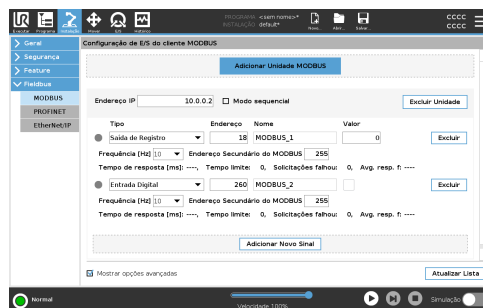 PROGRAMA <sem nome>*
INSTALAÇÃO default*
cccc
cccc
Executar Programa Instalação Mover E/S Histórico Novo... Abrir... Salvar...
Geral
Segurança
Feature
Fieldbus
MODBUS
PROFINET
EtherNet/IP
Configuração de E/S do cliente MODBUS
Adicionar Unidade MODBUS
Endereço IP 10.0.0.2 Modo sequencial Excluir Unidade
Tipo Endereço Nome Valor
Saída de Registro 18 MODBUS_1 0 Excluir
Frequência [Hz] 10 Endereço Secundário do MODBUS 255
Tempo de resposta [ms]: ----, Tempo limite: 0, Solicitações falhou: 0, Avg. resp. f: ----
Entrada Digital 260 MODBUS_2 Excluir
Frequência [Hz] 10 Endereço Secundário do MODBUS 255
Tempo de resposta [ms]: ----, Tempo limite: 0, Solicitações falhou: 0, Avg. resp. f: ----
Adicionar Novo Sinal
Mostrar opções avançadas Atualizar Lista
Normal
Velocidade 100%
Simulação